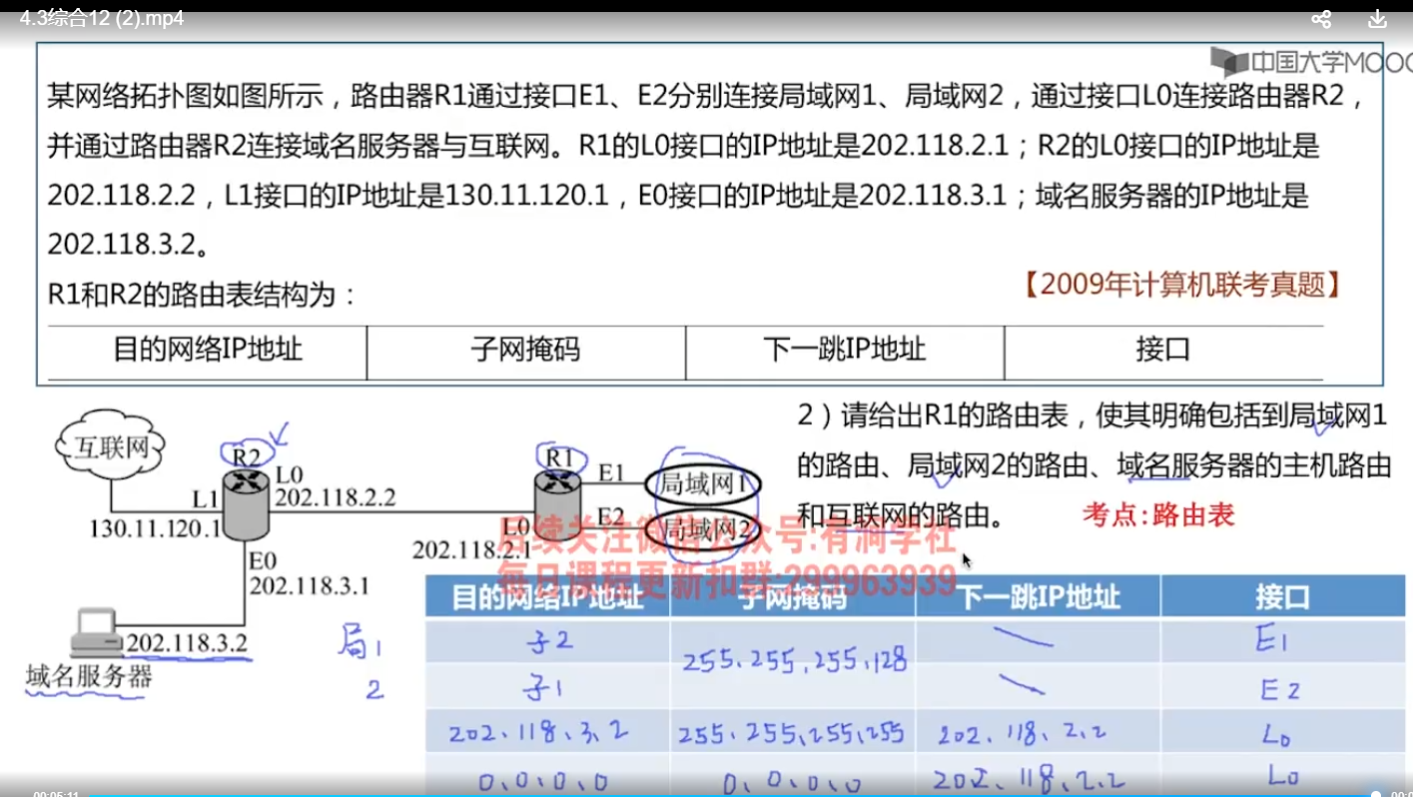 4.3综合12 (2).mp4
中国大学MOOC
某网络拓扑图如图所示，路由器R1通过接口E1、E2分别连接局域网1、局域网2，通过接口L0连接路由器R2，
并通过路由器R2连接域名服务器与互联网。R1的L0接口的IP地址是202.118.2.1；R2的L0接口的IP地址是
202.118.2.2，L1接口的IP地址是130.11.120.1，E0接口的IP地址是202.118.3.1；域名服务器的IP地址是
202.118.3.2。
【2009年计算机联考真题】
R1和R2的路由表结构为：
目的网络IP地址 子网掩码 下一跳IP地址 接口
2）请给出R1的路由表，使其明确包括到局域网1
的路由、局域网2的路由、域名服务器的主机路由
和互联网的路由。 考点:路由表
互联网
R2
L0
202.118.2.2
L1
130.11.120.1
E0
202.118.3.1
202.118.3.2
域名服务器
R1
E1
局域网1
E2
局域网2
L0
202.118.2.1
后续关注微信公众号:有涧学社
每日课程更新扣群:299963939
目的网络IP地址 子网掩码 下一跳IP地址 接口
局1 子2 255.255.255.128 E1
2 子1 E2
202.118.3.2 255.255.255.255 202.118.2.2 L0
0.0.0.0 0.0.0.0 202.118.2.2 L0
00:05:11